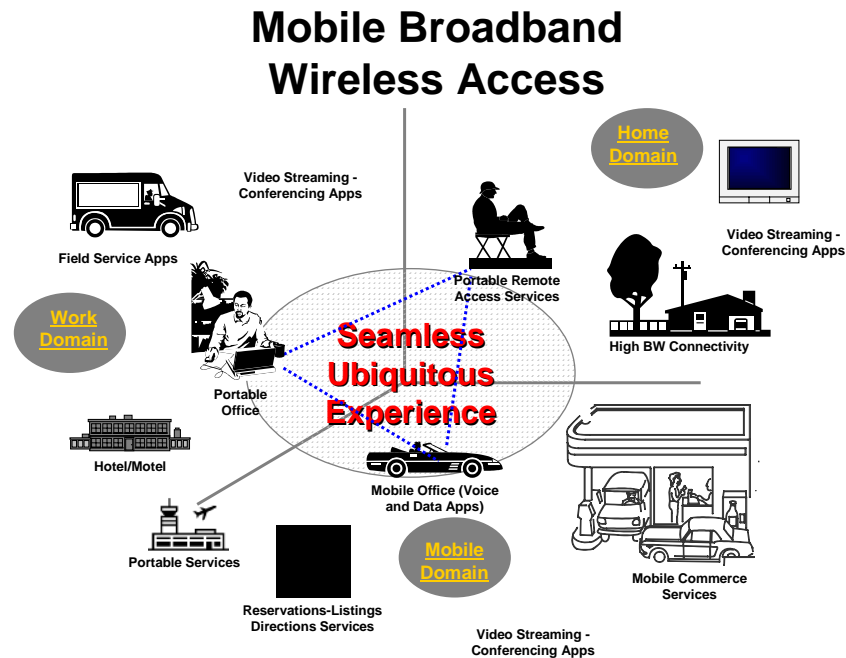 Mobile Broadband
Wireless Access
Home
Domain
Video Streaming -
Conferencing Apps
Field Service Apps
Video Streaming -
Conferencing Apps
Portable Remote
Access Services
Work
Domain
Seamless
Ubiquitous
Experience
High BW Connectivity
Portable
Office
Hotel/Motel
Mobile Office (Voice
and Data Apps)
Portable Services
Mobile
Domain
Mobile Commerce
Services
Reservations-Listings
Directions Services
Video Streaming -
Conferencing Apps